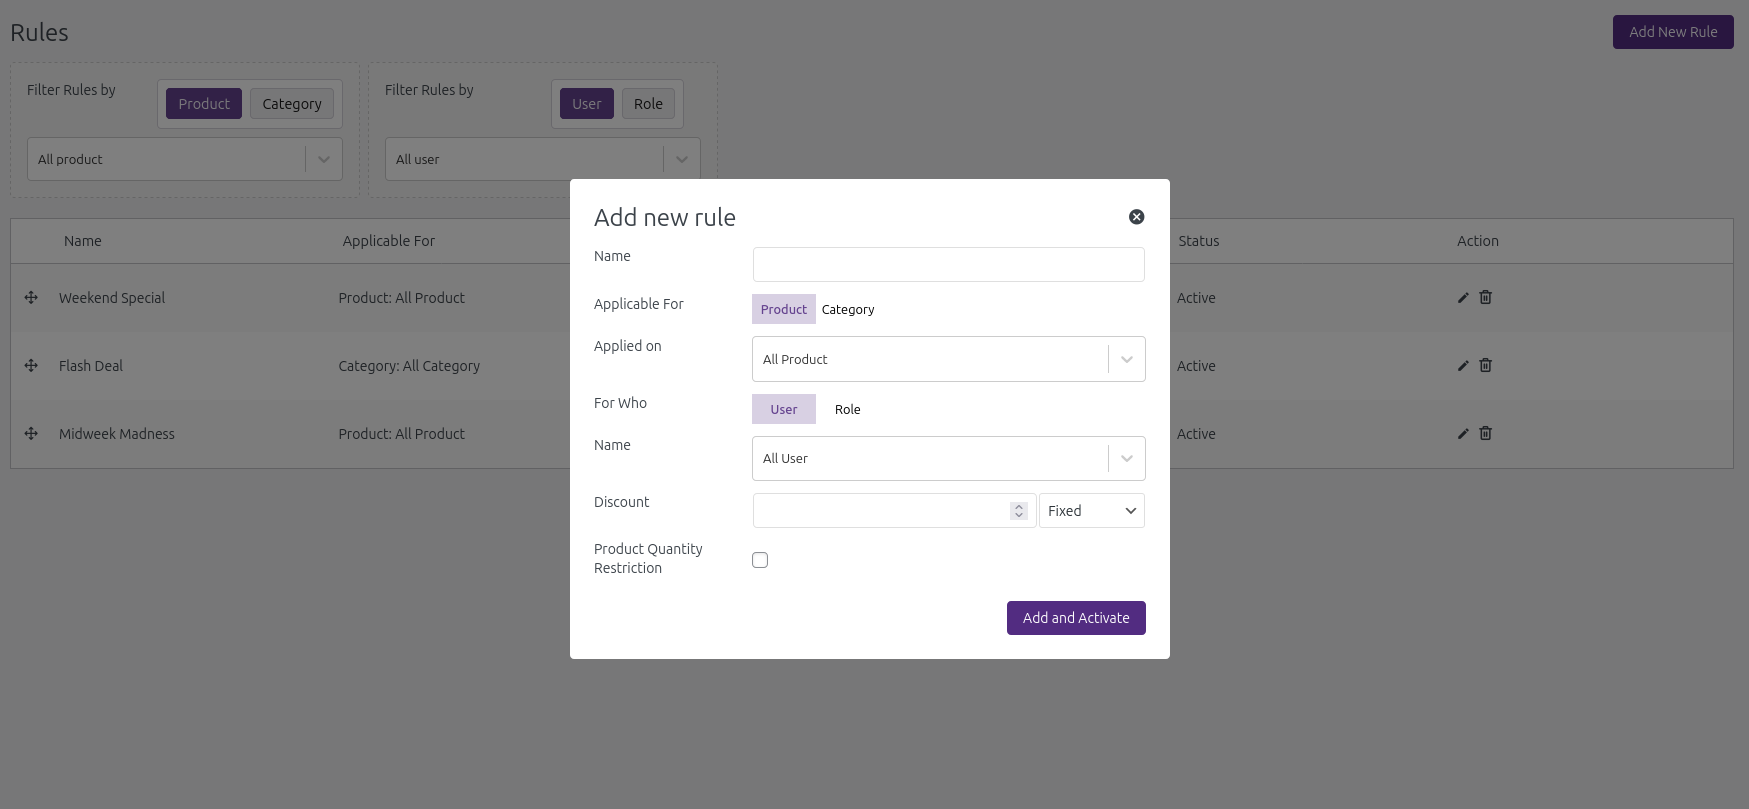 Rules
Add New Rule
Filter Rules by
Product
Category
All product
Filter Rules by
User
Role
All user
Name
Applicable For
Status
Action
Weekend Special
Product: All Product
Active
Flash Deal
Category: All Category
Active
Midweek Madness
Product: All Product
Active
Add new rule
Name
Applicable For
Product
Category
Applied on
All Product
For Who
User
Role
Name
All User
Discount
Fixed
Product Quantity
Restriction
Add and Activate